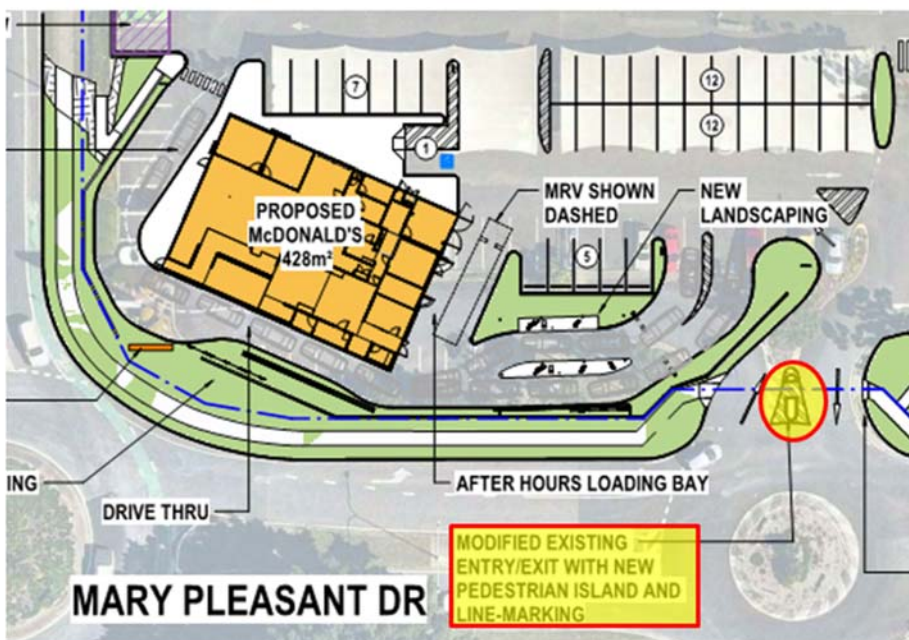 7
12
12
1
MRV SHOWN
DASHED
NEW
LANDSCAPING
PROPOSED
McDONALD'S
428m²
5
ING
DRIVE THRU
AFTER HOURS LOADING BAY
MODIFIED EXISTING
ENTRY/EXIT WITH NEW
PEDESTRIAN ISLAND AND
LINE-MARKING
MARY PLEASANT DR